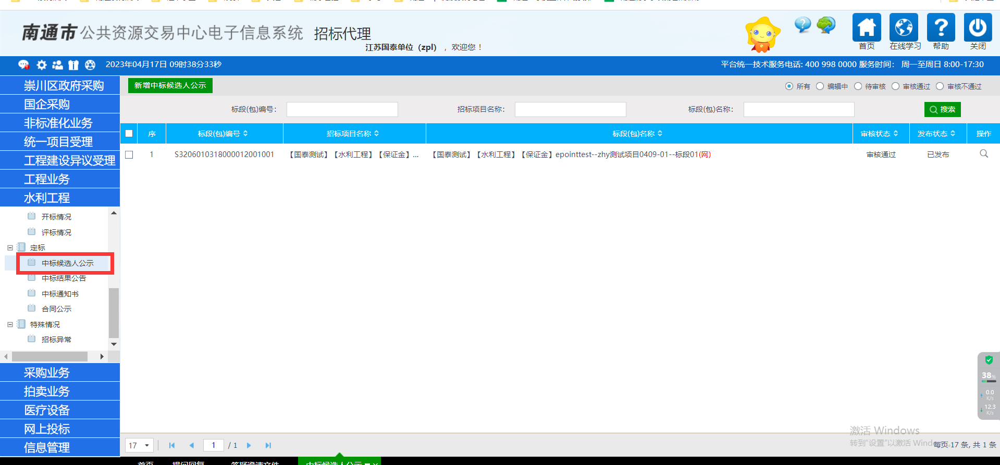 南通市公共资源交易中心电子信息系统 招标代理
江苏国泰单位（zpl） ，欢迎您！
首页 在线学习 帮助 关闭
2023年04月17日 09时38分33秒
平台统一技术服务电话: 400 998 0000 服务时间： 周一至周日 8:00-17:30
崇川区政府采购
国企采购
非标准化业务
统一项目受理
工程建设异议受理
工程业务
水利工程
开标情况
评标情况
定标
中标候选人公示
中标结果公告
中标通知书
合同公示
特殊情况
招标异常
采购业务
拍卖业务
医疗设备
网上投标
信息管理
新增中标候选人公示
所有 编辑中 待审核 审核通过 审核不通过
标段(包)编号： 招标项目名称： 标段(包)名称： 搜索
序 标段(包)编号 招标项目名称 标段(包)名称 审核状态 发布状态 操作
1 S3206010318000012001001 【国泰测试】【水利工程】【保证金】... 【国泰测试】【水利工程】【保证金】epointtest--zhy测试项目0409-01--标段01(网) 审核通过 已发布
38%
0.0
K/s
12.3
K/s
激活 Windows
转到"设置"以激活 Windo
17 1 / 1
每页 17 条, 共 1 条
首页 提问回复 答疑澄清文件 中标候选人公示